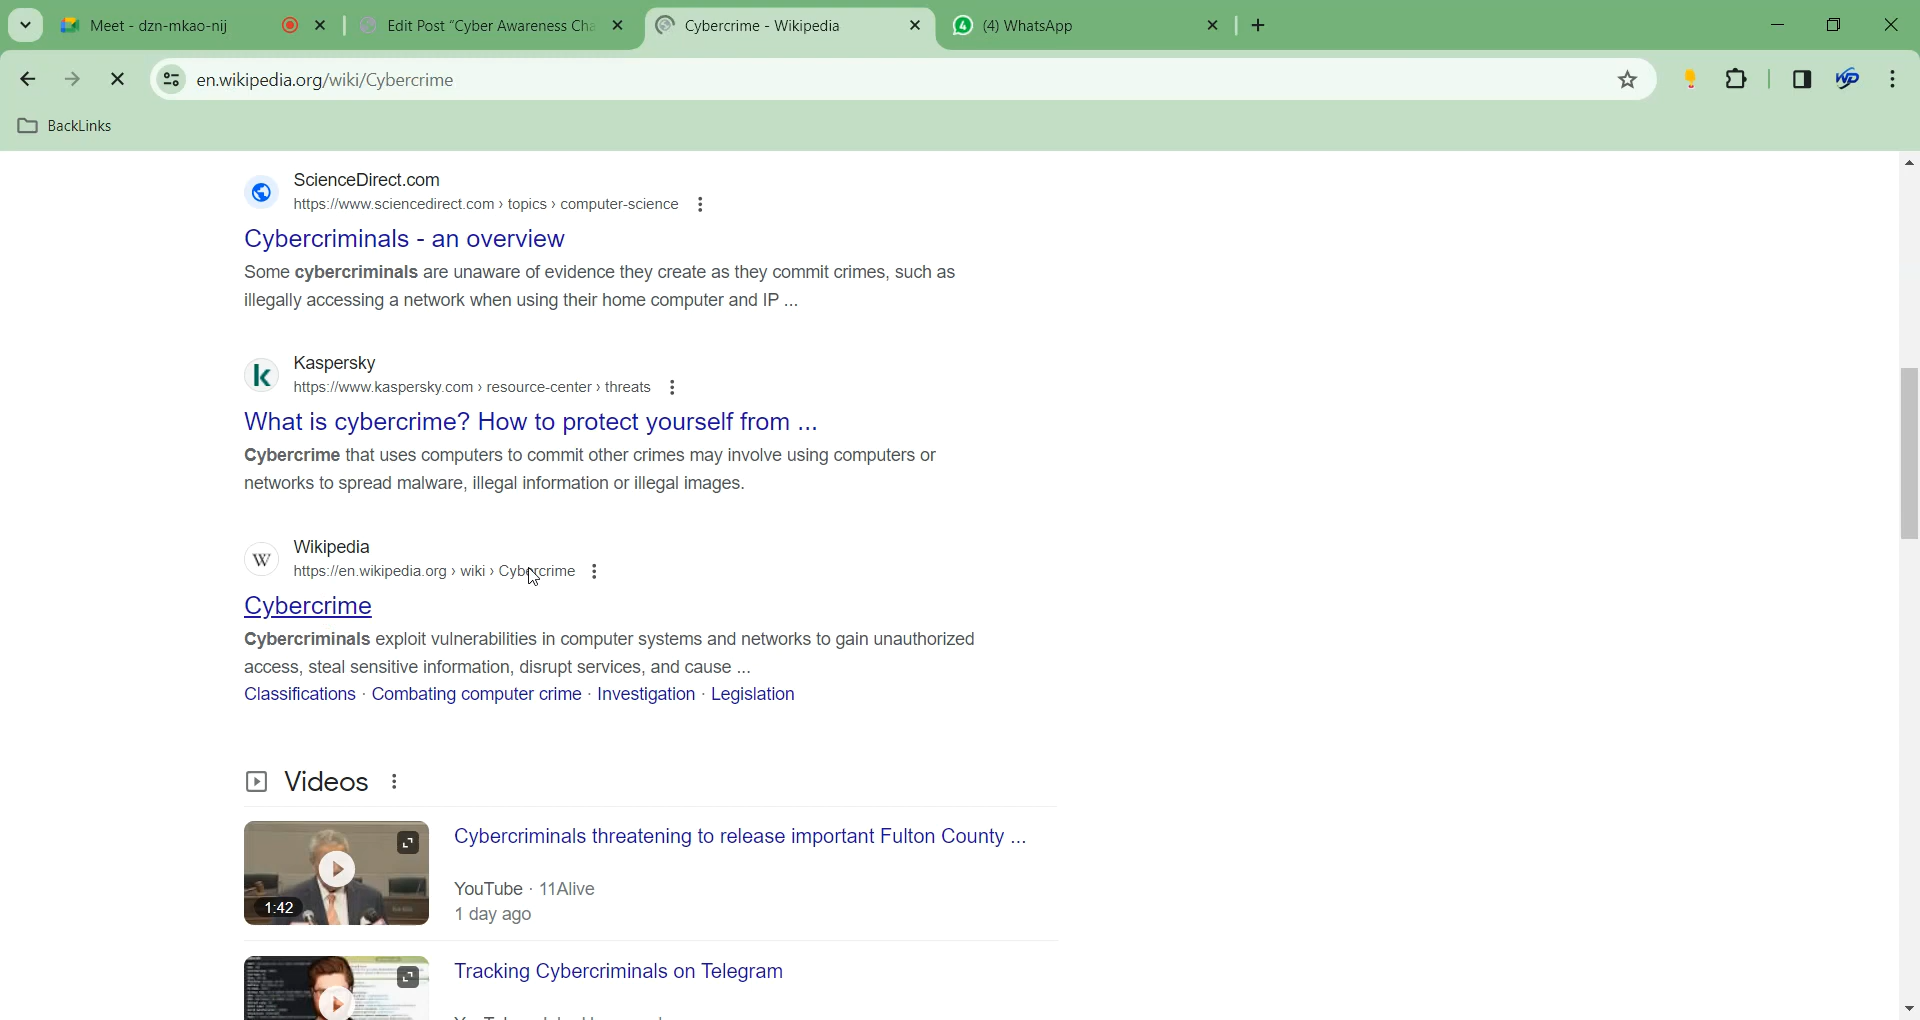 Meet - dzn-mkao-nij
Edit Post "Cyber Awareness Cha
Cybercrime - Wikipedia
(4) WhatsApp
en.wikipedia.org/wiki/Cybercrime
BackLinks
ScienceDirect.com
https://www.sciencedirect.com › topics › computer-science
Cybercriminals - an overview
Some cybercriminals are unaware of evidence they create as they commit crimes, such as
illegally accessing a network when using their home computer and IP ...
Kaspersky
https://www.kaspersky.com › resource-center › threats
What is cybercrime? How to protect yourself from ...
Cybercrime that uses computers to commit other crimes may involve using computers or
networks to spread malware, illegal information or illegal images.
W
Wikipedia
https://en.wikipedia.org › wiki › Cybercrime
Cybercrime
Cybercriminals exploit vulnerabilities in computer systems and networks to gain unauthorized
access, steal sensitive information, disrupt services, and cause ...
Classifications · Combating computer crime · Investigation · Legislation
Videos
Cybercriminals threatening to release important Fulton County ...
YouTube · 11Alive
1:42
1 day ago
Tracking Cybercriminals on Telegram